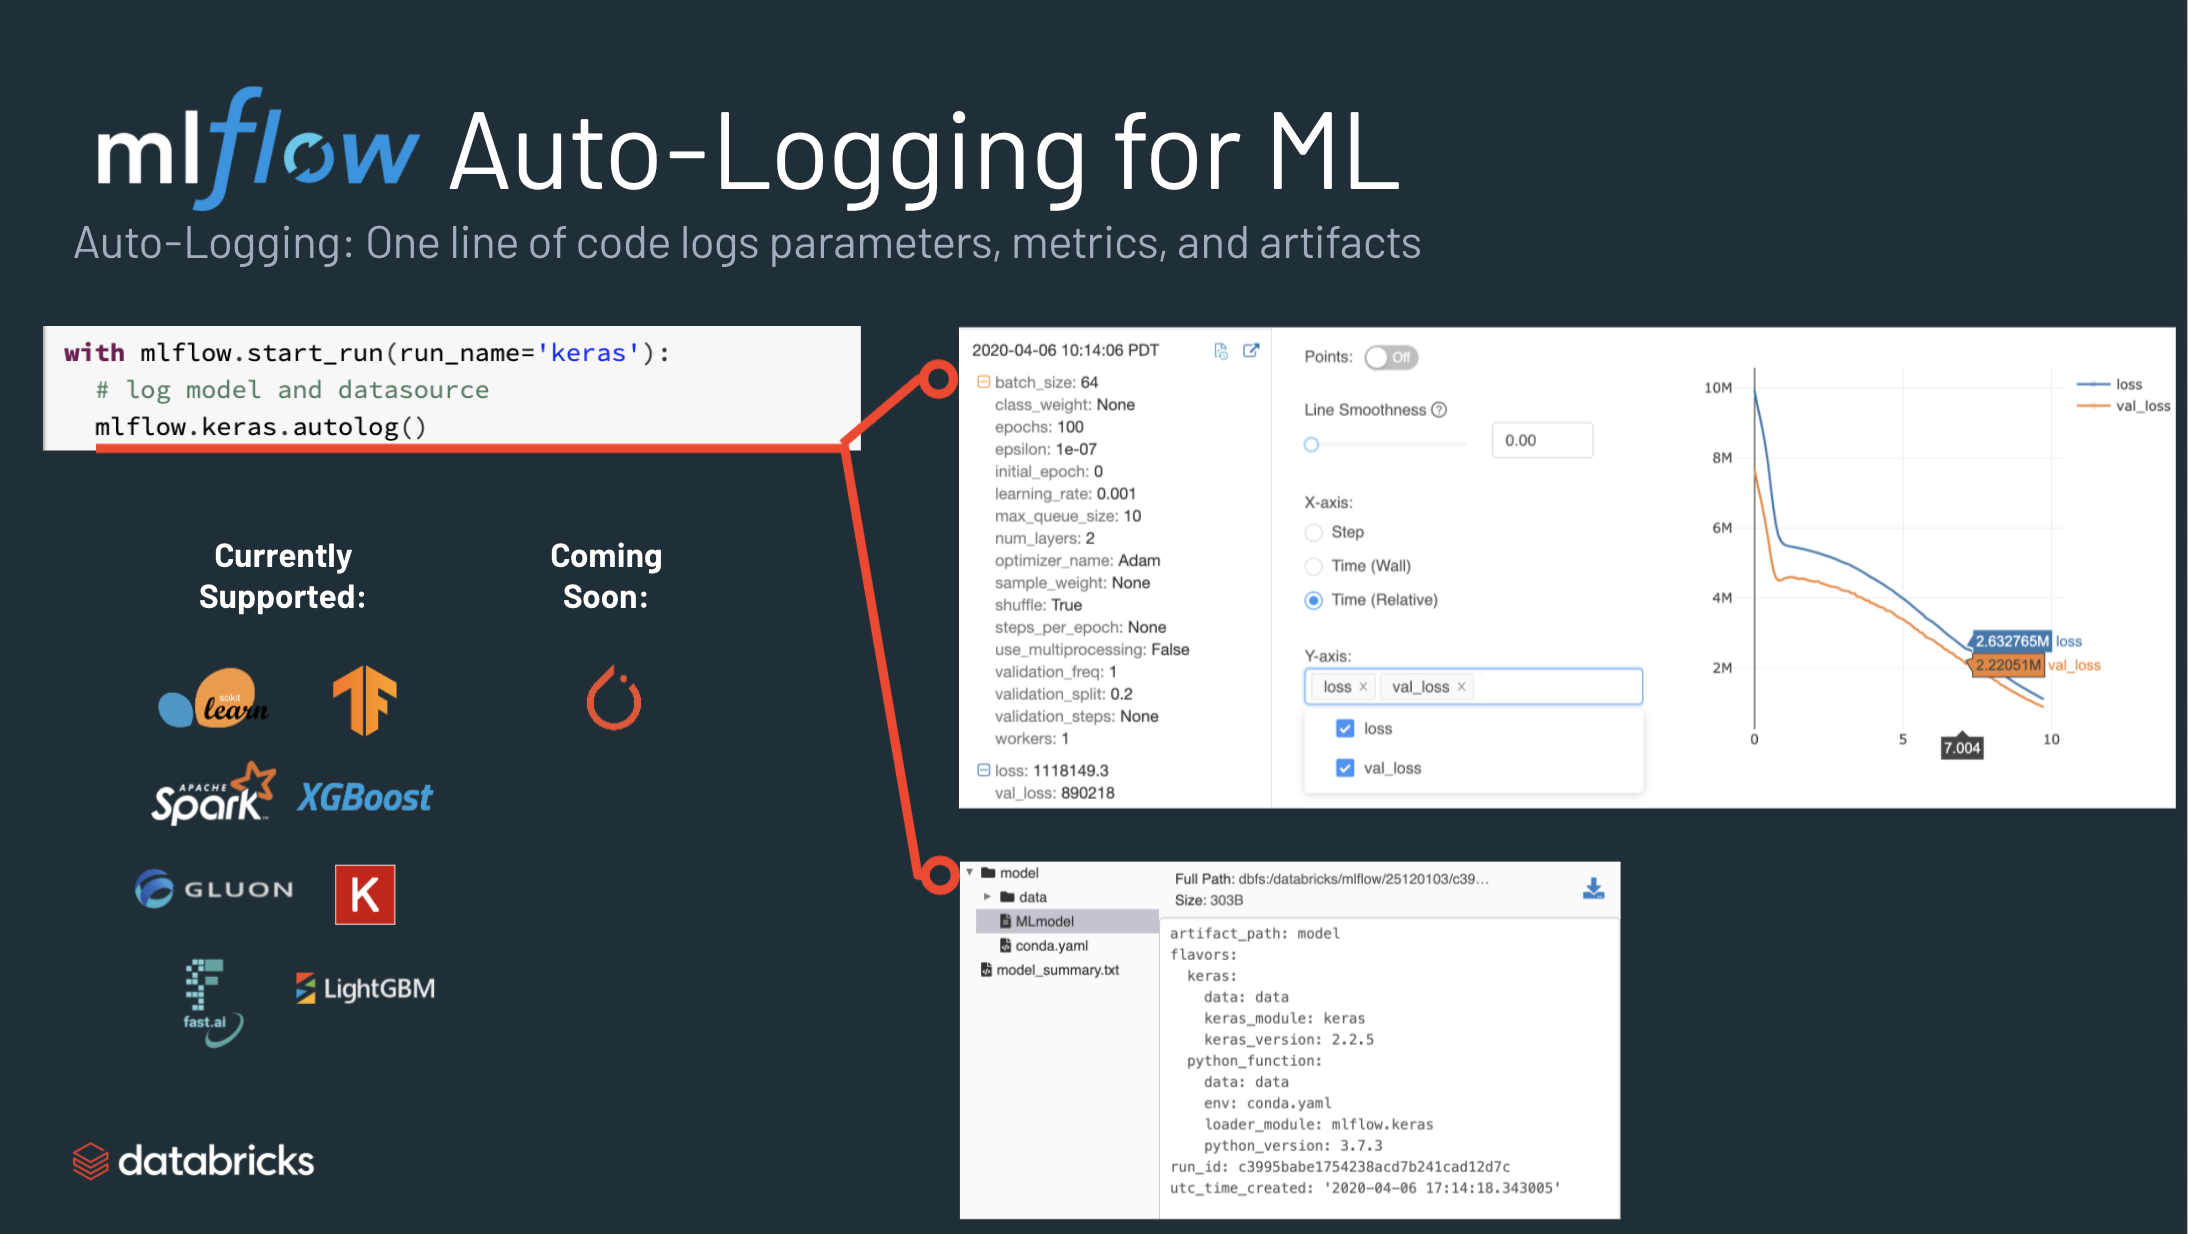 mlflow Auto-Logging for ML
Auto-Logging: One line of code logs parameters, metrics, and artifacts
with mlflow.start_run(run_name='keras'):
# log model and datasource
mlflow.keras.autolog()
Currently
Supported:
Coming
Soon:
scikit
learn
TF
APACHE
Spark™
XGBoost
GLUON
K
fast.ai
LightGBM
databricks
2020-04-06 10:14:06 PDT
batch_size: 64
class_weight: None
epochs: 100
epsilon: 1e-07
initial_epoch: 0
learning_rate: 0.001
max_queue_size: 10
num_layers: 2
optimizer_name: Adam
sample_weight: None
shuffle: True
steps_per_epoch: None
use_multiprocessing: False
validation_freq: 1
validation_split: 0.2
validation_steps: None
workers: 1
loss: 1118149.3
val_loss: 890218
Points: Off
Line Smoothness ?
0.00
X-axis:
Step
Time (Wall)
Time (Relative)
Y-axis:
loss × val_loss ×
loss
val_loss
10M
8M
6M
4M
2M
0 5 10
7.004
loss
val_loss
2.632765M loss
2.22051M val_loss
model
data
MLmodel
conda.yaml
model_summary.txt
Full Path: dbfs:/databricks/mlflow/25120103/c39...
Size: 303B
artifact_path: model
flavors:
keras:
data: data
keras_module: keras
keras_version: 2.2.5
python_function:
data: data
env: conda.yaml
loader_module: mlflow.keras
python_version: 3.7.3
run_id: c3995babe1754238acd7b241cad12d7c
utc_time_created: '2020-04-06 17:14:18.343005'